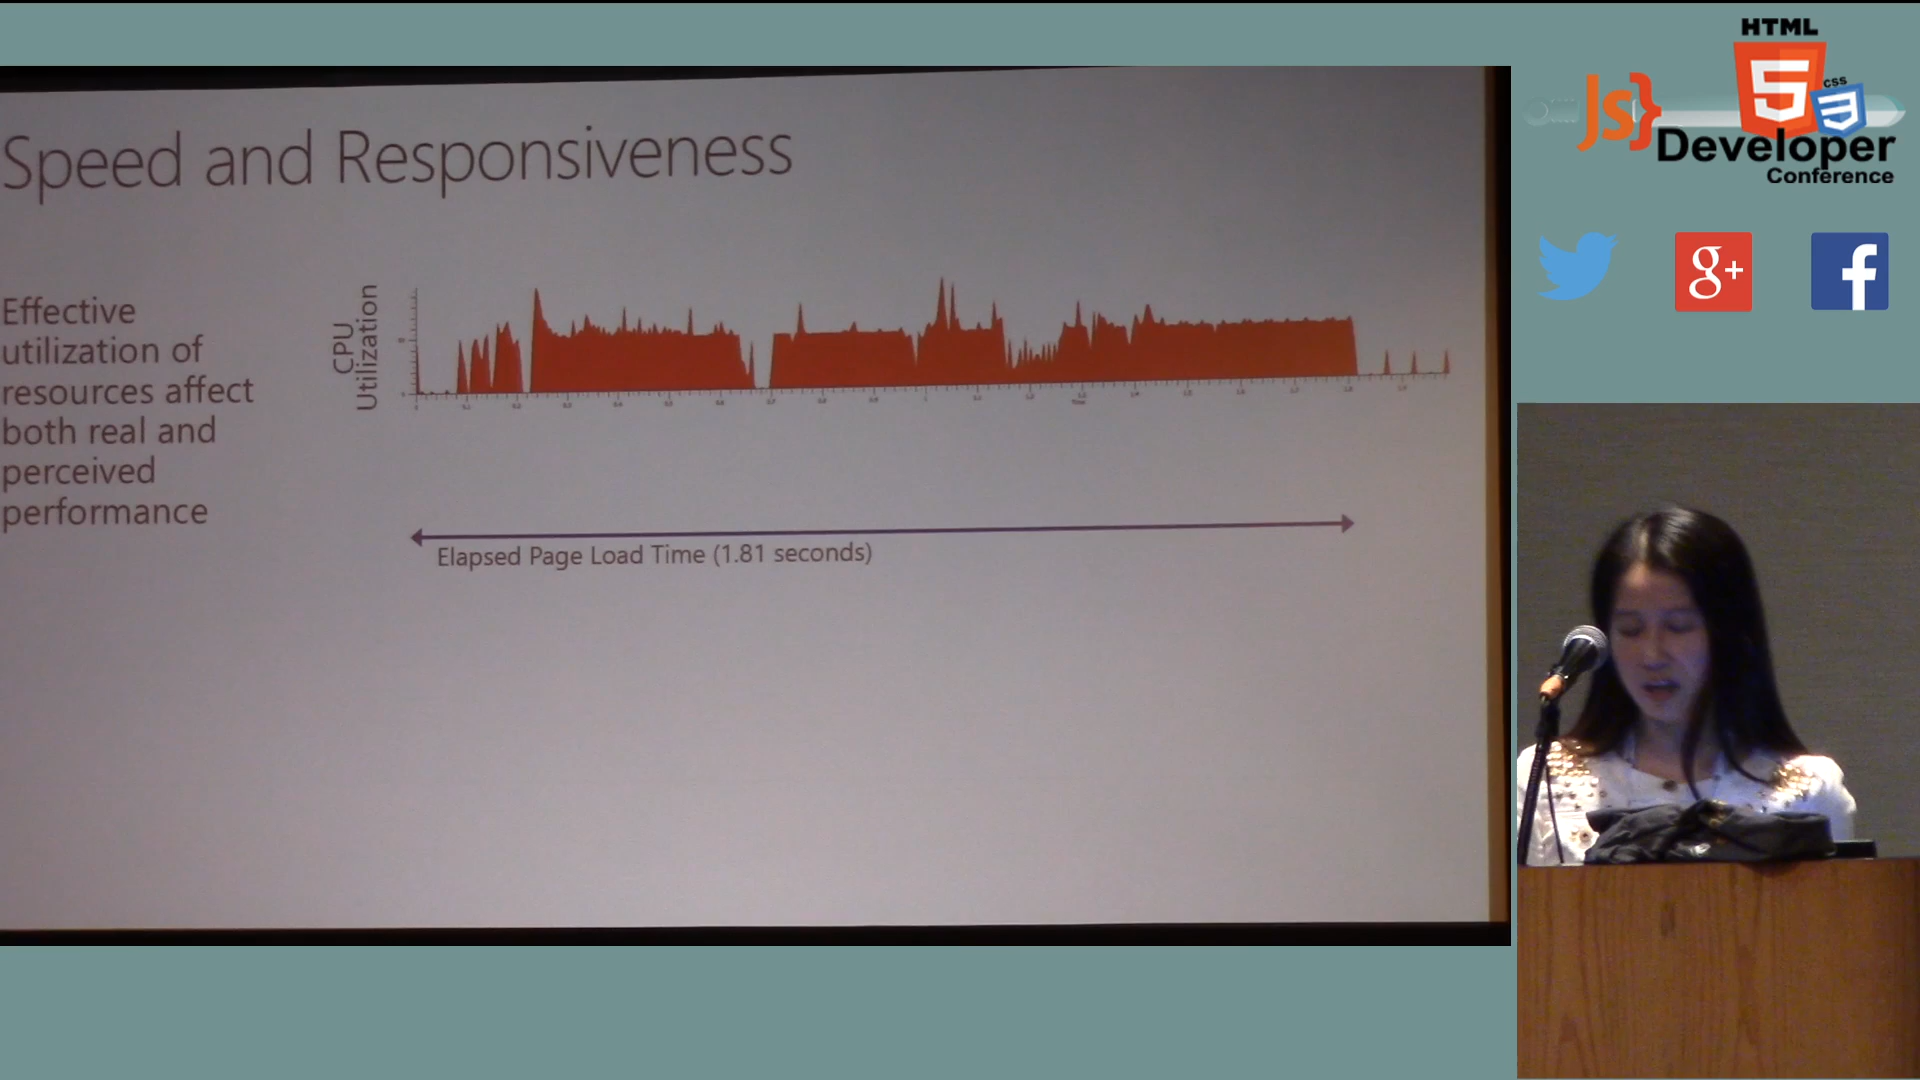 Speed and Responsiveness
Effective
utilization of
resources affect
both real and
perceived
performance
CPU
Utilization
Elapsed Page Load Time (1.81 seconds)
HTML
5
CSS
3
JS}
Developer
Conference
g+
f